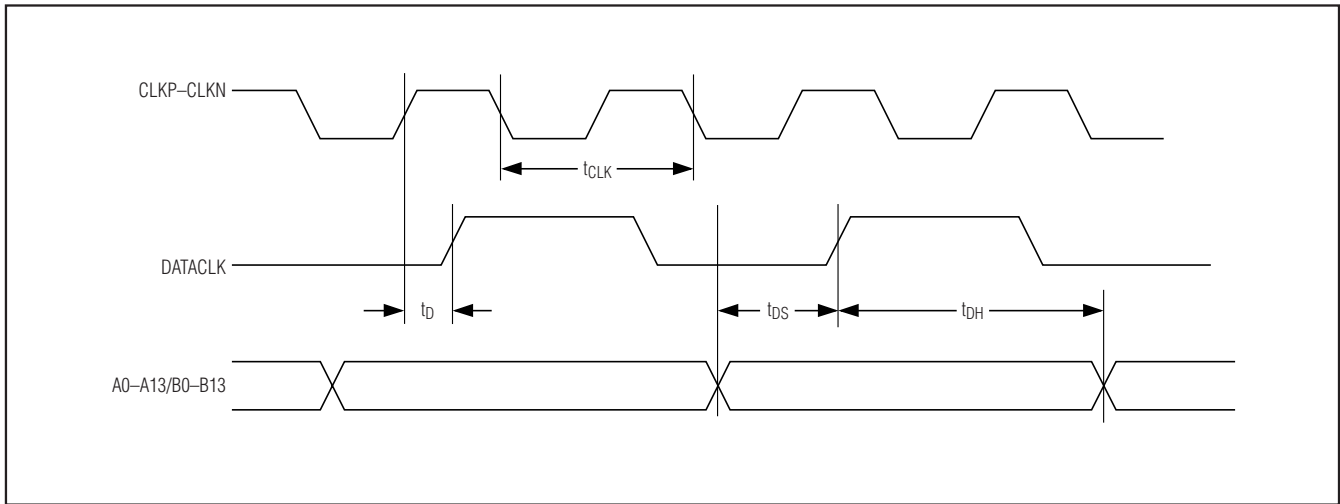 CLKP–CLKN
tCLK
DATACLK
tD
tDS
tDH
A0–A13/B0–B13